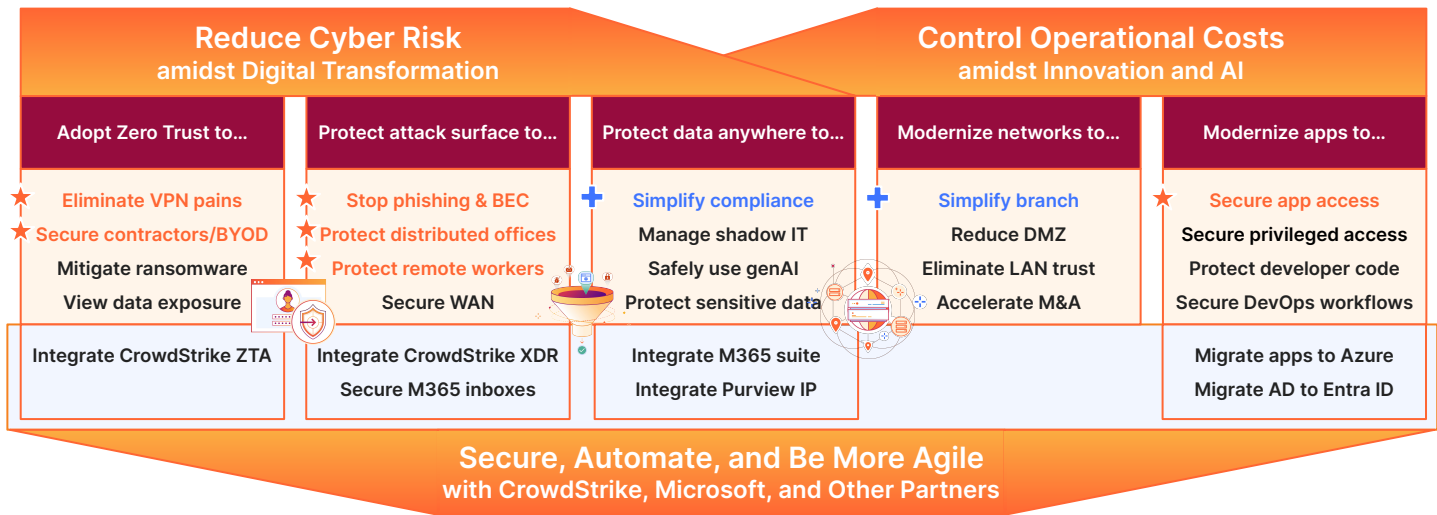 Reduce Cyber Risk
amidst Digital Transformation
Control Operational Costs
amidst Innovation and AI
Adopt Zero Trust to...
Eliminate VPN pains
Secure contractors/BYOD
Mitigate ransomware
View data exposure
Integrate CrowdStrike ZTA
Protect attack surface to...
Stop phishing & BEC
Protect distributed offices
Protect remote workers
Secure WAN
Integrate CrowdStrike XDR
Secure M365 inboxes
Protect data anywhere to...
Simplify compliance
Manage shadow IT
Safely use genAI
Protect sensitive data
Integrate M365 suite
Integrate Purview IP
Modernize networks to...
Simplify branch
Reduce DMZ
Eliminate LAN trust
Accelerate M&A
Modernize apps to...
Secure app access
Secure privileged access
Protect developer code
Secure DevOps workflows
Migrate apps to Azure
Migrate AD to Entra ID
Secure, Automate, and Be More Agile
with CrowdStrike, Microsoft, and Other Partners